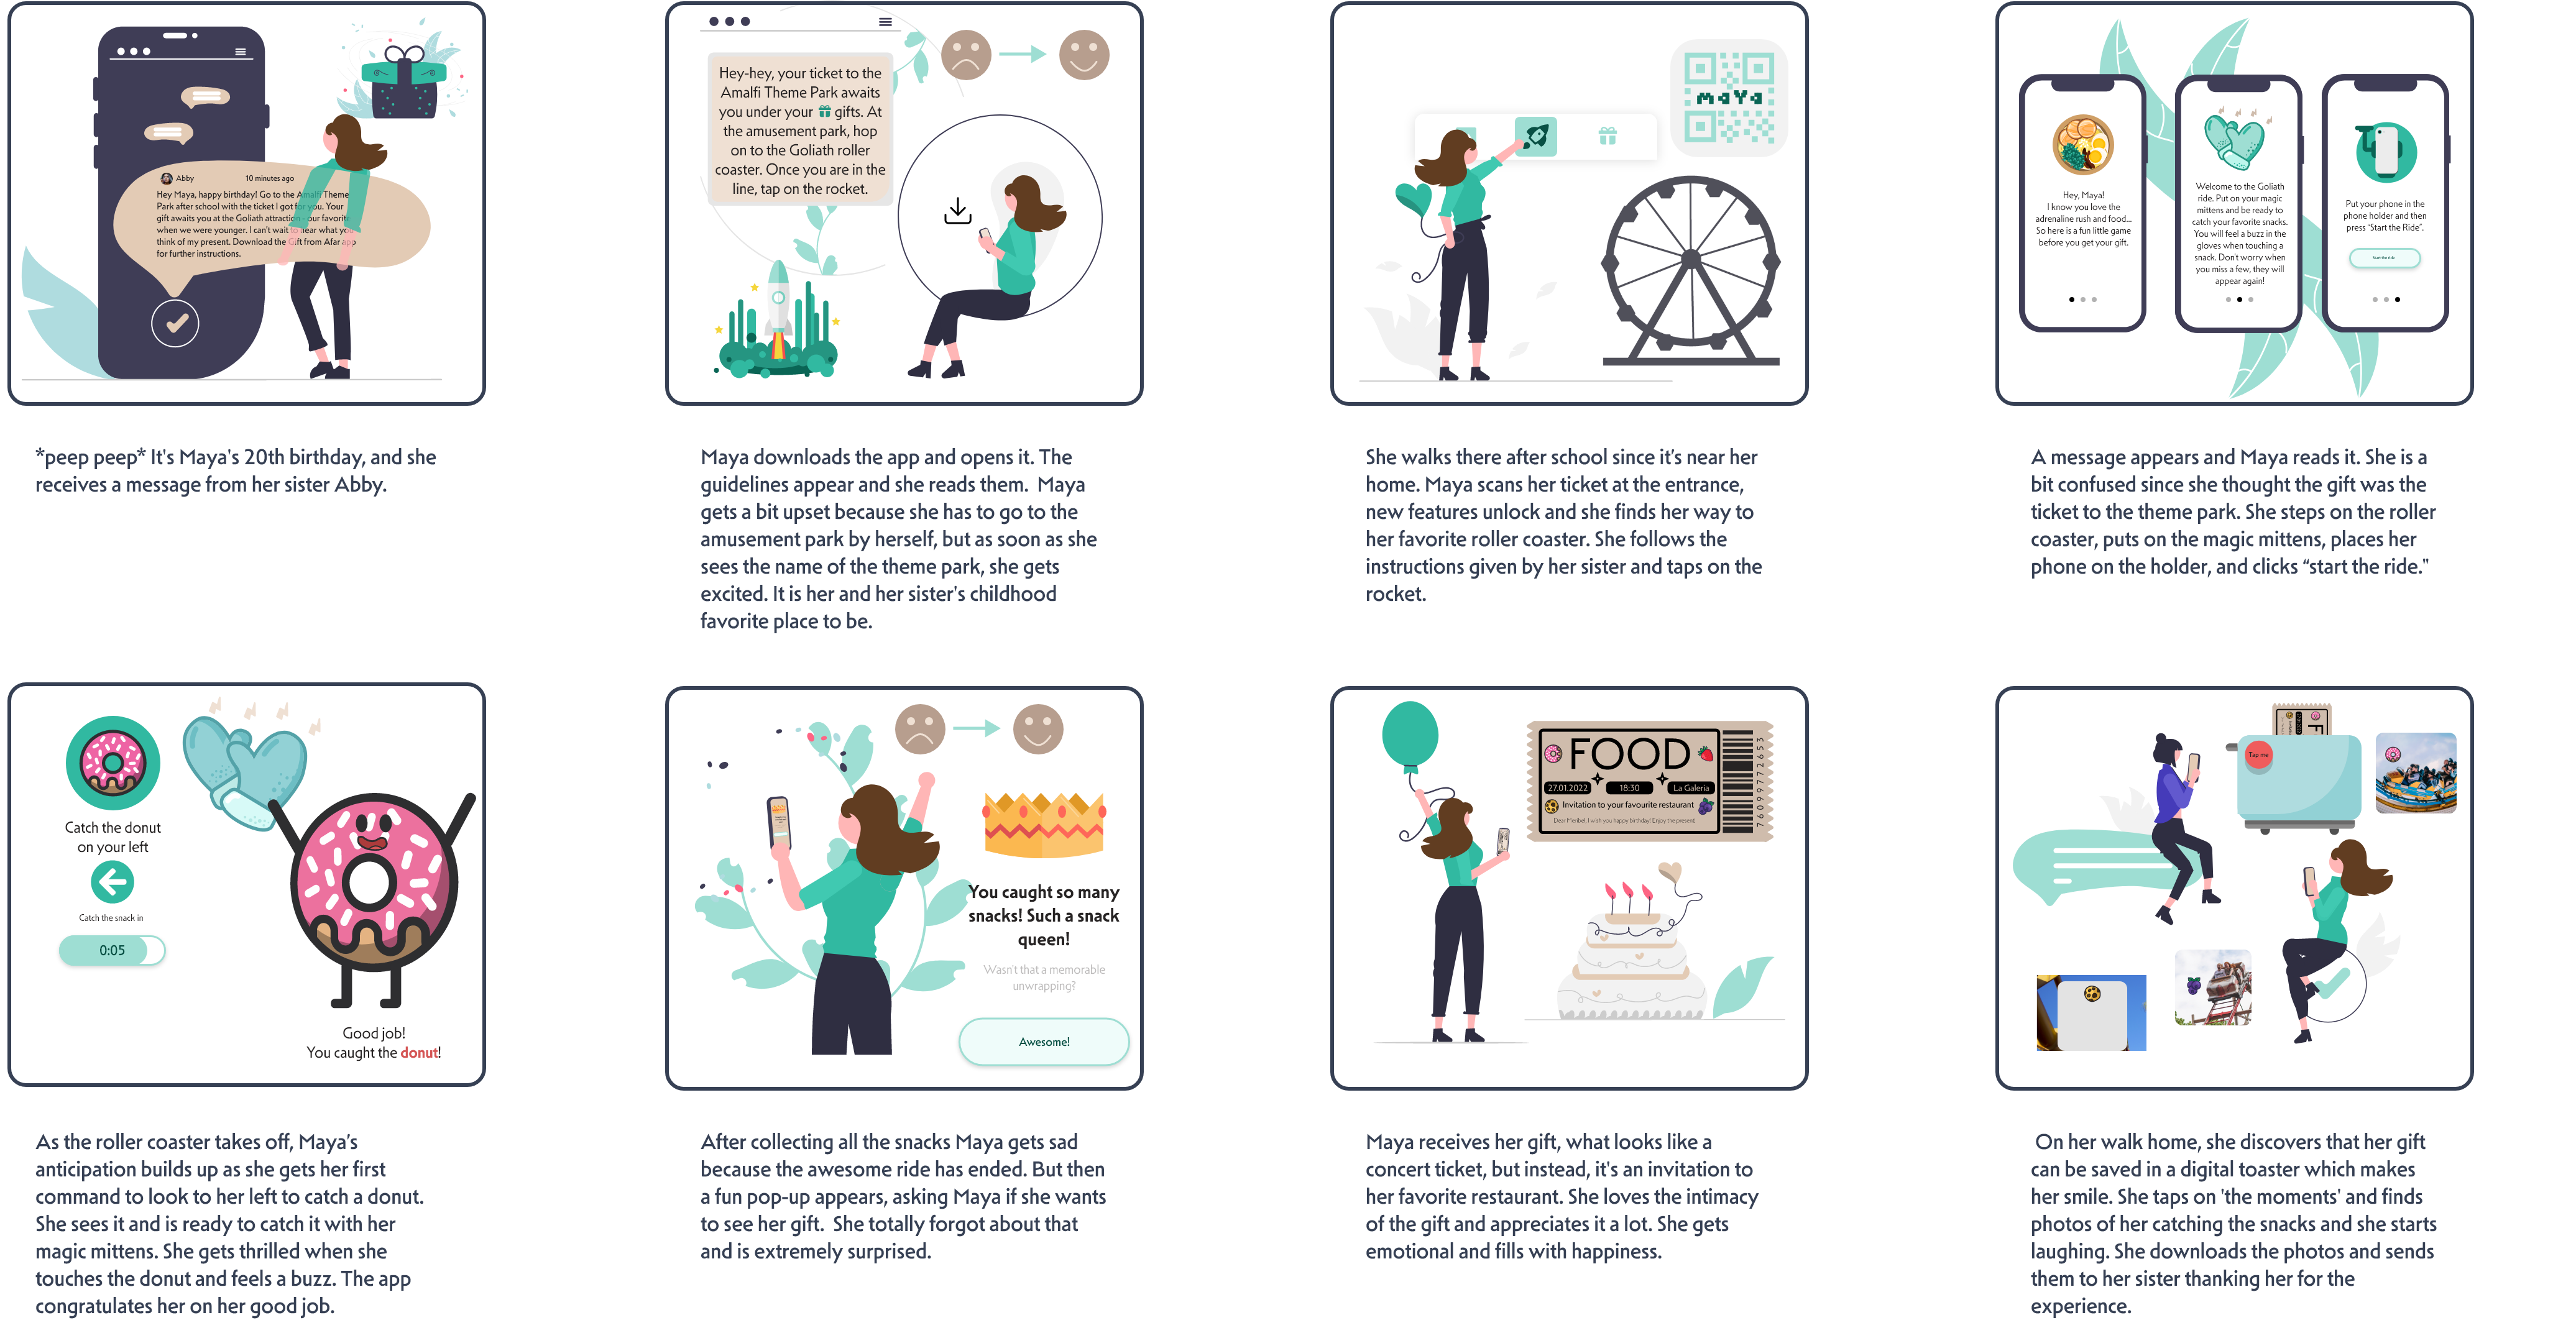 Abby 10 minutes ago
Hey Maya, happy birthday! Go to the Amalfi Theme
Park after school with the ticket I got for you. Your
gift awaits you at the Goliath attraction - our favorite
when we were younger. I can't wait to hear what you
think of my present. Download the Gift from Afar app
for further instructions.
*peep peep* It's Maya's 20th birthday, and she
receives a message from her sister Abby.
Hey-hey, your ticket to the
Amalfi Theme Park awaits
you under your gifts. At
the amusement park, hop
on to the Goliath roller
coaster. Once you are in the
line, tap on the rocket.
Maya downloads the app and opens it. The
guidelines appear and she reads them.  Maya
gets a bit upset because she has to go to the
amusement park by herself, but as soon as she
sees the name of the theme park, she gets
excited. It is her and her sister's childhood
favorite place to be.
maYa
She walks there after school since it's near her
home. Maya scans her ticket at the entrance,
new features unlock and she finds her way to
her favorite roller coaster. She follows the
instructions given by her sister and taps on the
rocket.
Hey, Maya!
I know you love the
adrenaline rush and food...
So here is a fun little game
before you get your gift.
Welcome to the Goliath
ride. Put on your magic
mittens and be ready to
catch your favorite snacks.
You will feel a buzz in the
gloves when touching a
snack. Don't worry when
you miss a few, they will
appear again!
Put your phone in the
phone holder and then
press "Start the Ride".
Start the ride
A message appears and Maya reads it. She is a
bit confused since she thought the gift was the
ticket to the theme park. She steps on the roller
coaster, puts on the magic mittens, places her
phone on the holder, and clicks “start the ride."
Catch the donut
on your left
Catch the snack in
0:05
Good job!
You caught the donut!
As the roller coaster takes off, Maya's
anticipation builds up as she gets her first
command to look to her left to catch a donut.
She sees it and is ready to catch it with her
magic mittens. She gets thrilled when she
touches the donut and feels a buzz. The app
congratulates her on her good job.
You caught so many
snacks! Such a snack
queen!
Wasn't that a memorable
unwrapping?
Awesome!
After collecting all the snacks Maya gets sad
because the awesome ride has ended. But then
a fun pop-up appears, asking Maya if she wants
to see her gift.  She totally forgot about that
and is extremely surprised.
FOOD
27.01.2022 18:30 La Galeria
Invitation to your favourite restaurant
Dear Meribel, I wish you happy birthday! Enjoy the present
760997726 53
Maya receives her gift, what looks like a
concert ticket, but instead, it's an invitation to
her favorite restaurant. She loves the intimacy
of the gift and appreciates it a lot. She gets
emotional and fills with happiness.
Tap me
On her walk home, she discovers that her gift
can be saved in a digital toaster which makes
her smile. She taps on 'the moments' and finds
photos of her catching the snacks and she starts
laughing. She downloads the photos and sends
them to her sister thanking her for the
experience.